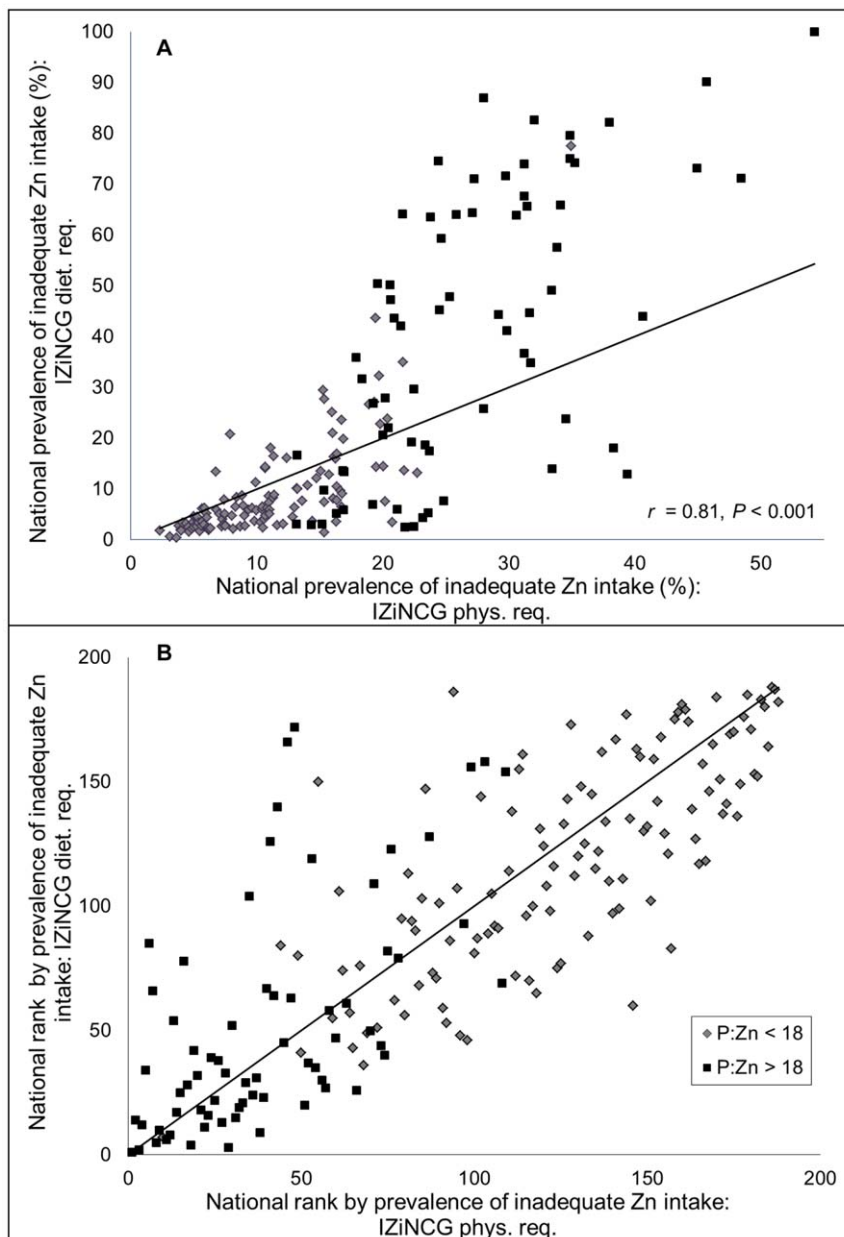 A
National prevalence of inadequate Zn intake (%):
IZiNCG diet. req.
100
90
80
70
60
50
40
30
20
10
0
r = 0.81, P < 0.001
0 10 20 30 40 50
National prevalence of inadequate Zn intake (%):
IZiNCG phys. req.
B
National rank by prevalence of inadequate Zn
intake: IZiNCG diet. req.
200
150
100
50
0
P:Zn < 18
P:Zn > 18
0 50 100 150 200
National rank by prevalence of inadequate Zn intake:
IZiNCG phys. req.